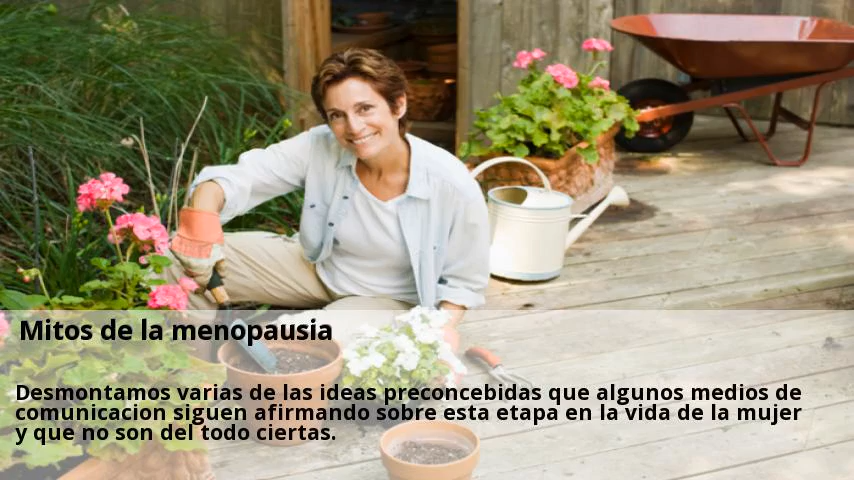 Mitos de la menopausia
Desmontamos varias de las ideas preconcebidas que algunos medios de
comunicacion siguen afirmando sobre esta etapa en la vida de la mujer
y que no son del todo ciertas.